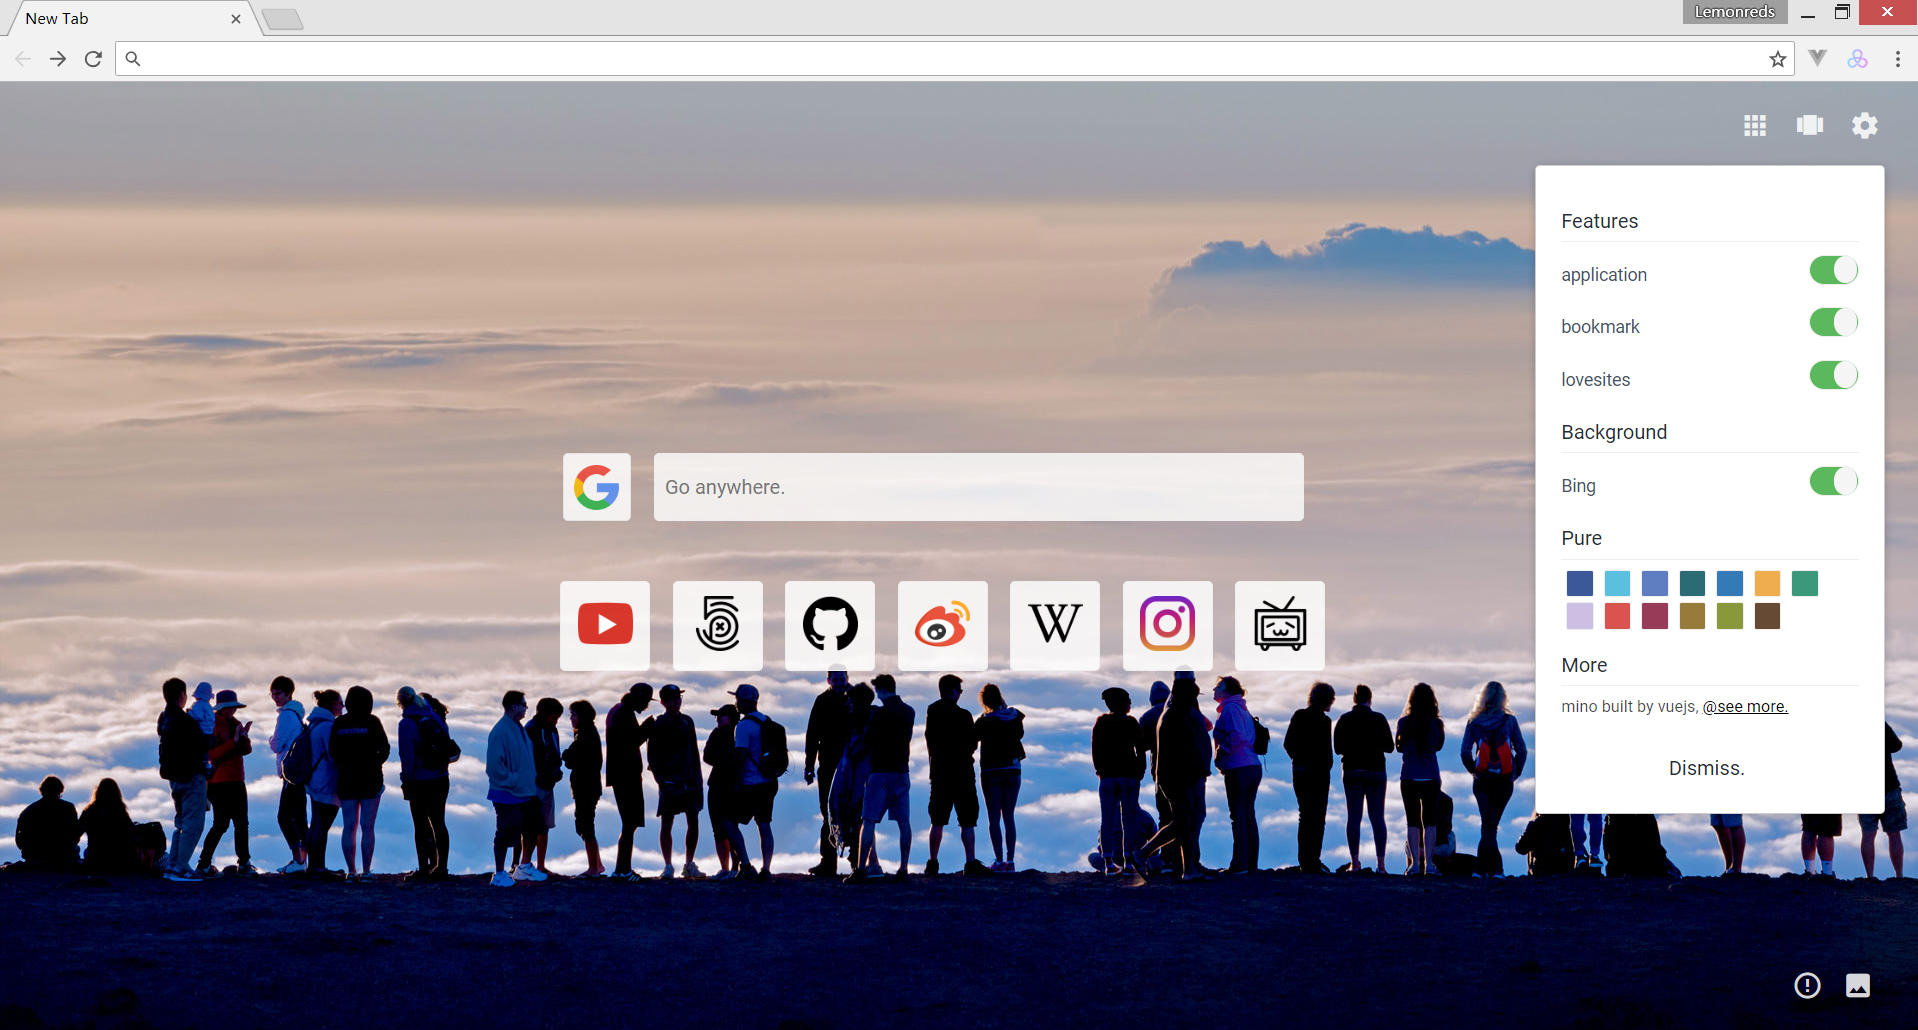 New Tab
Lemonreds
Features
application
bookmark
lovesites
Background
Bing
Go anywhere.
Pure
W
More
mino built by vuejs, @see more.
Dismiss.